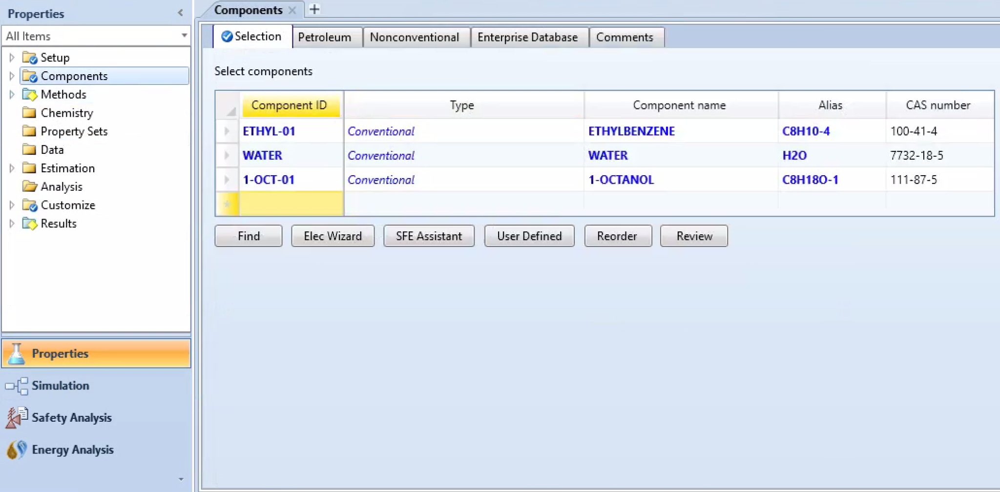 Properties
All Items
Setup
Components
Methods
Chemistry
Property Sets
Data
Estimation
Analysis
Customize
Results
Properties
Simulation
Safety Analysis
Energy Analysis
Components
Selection Petroleum Nonconventional Enterprise Database Comments
Select components
Component ID Type Component name Alias CAS number
ETHYL-01 Conventional ETHYLBENZENE C8H10-4 100-41-4
WATER Conventional WATER H2O 7732-18-5
1-OCT-01 Conventional 1-OCTANOL C8H18O-1 111-87-5
Find Elec Wizard SFE Assistant User Defined Reorder Review